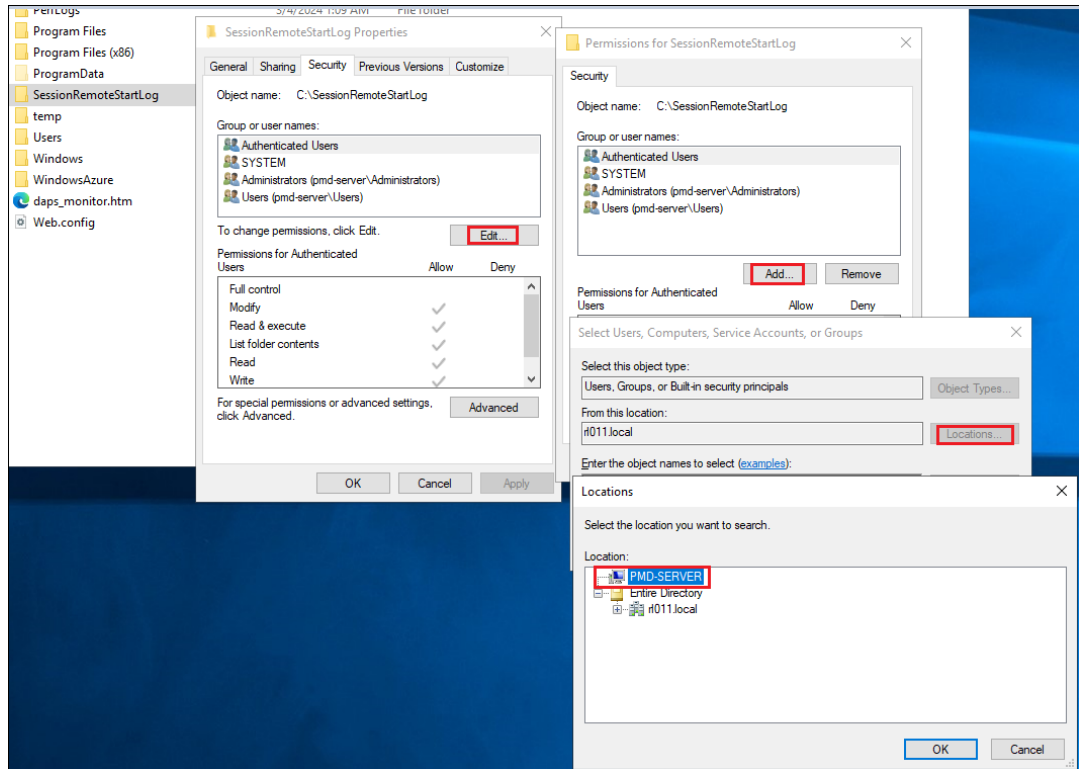 PerfLogs
5/4/2024 1:09 AM File folder
Program Files
Program Files (x86)
ProgramData
SessionRemoteStartLog
temp
Users
Windows
WindowsAzure
daps_monitor.htm
Web.config
SessionRemoteStartLog Properties
General Sharing Security Previous Versions Customize
Object name: C:\SessionRemoteStartLog
Group or user names:
Authenticated Users
SYSTEM
Administrators (pmd-server\Administrators)
Users (pmd-server\Users)
To change permissions, click Edit.
Edit...
Permissions for Authenticated
Users Allow Deny
Full control
Modify
Read & execute
List folder contents
Read
Write
For special permissions or advanced settings,
click Advanced.
Advanced
OK Cancel Apply
Permissions for SessionRemoteStartLog
Security
Object name: C:\SessionRemoteStartLog
Group or user names:
Authenticated Users
SYSTEM
Administrators (pmd-server\Administrators)
Users (pmd-server\Users)
Add... Remove
Permissions for Authenticated
Users Allow Deny
Select Users, Computers, Service Accounts, or Groups
Select this object type:
Users, Groups, or Built-in security principals
Object Types...
From this location:
rl011.local
Locations...
Enter the object names to select (examples):
Locations
Select the location you want to search.
Location:
PMD-SERVER
Entire Directory
rl011.local
OK Cancel